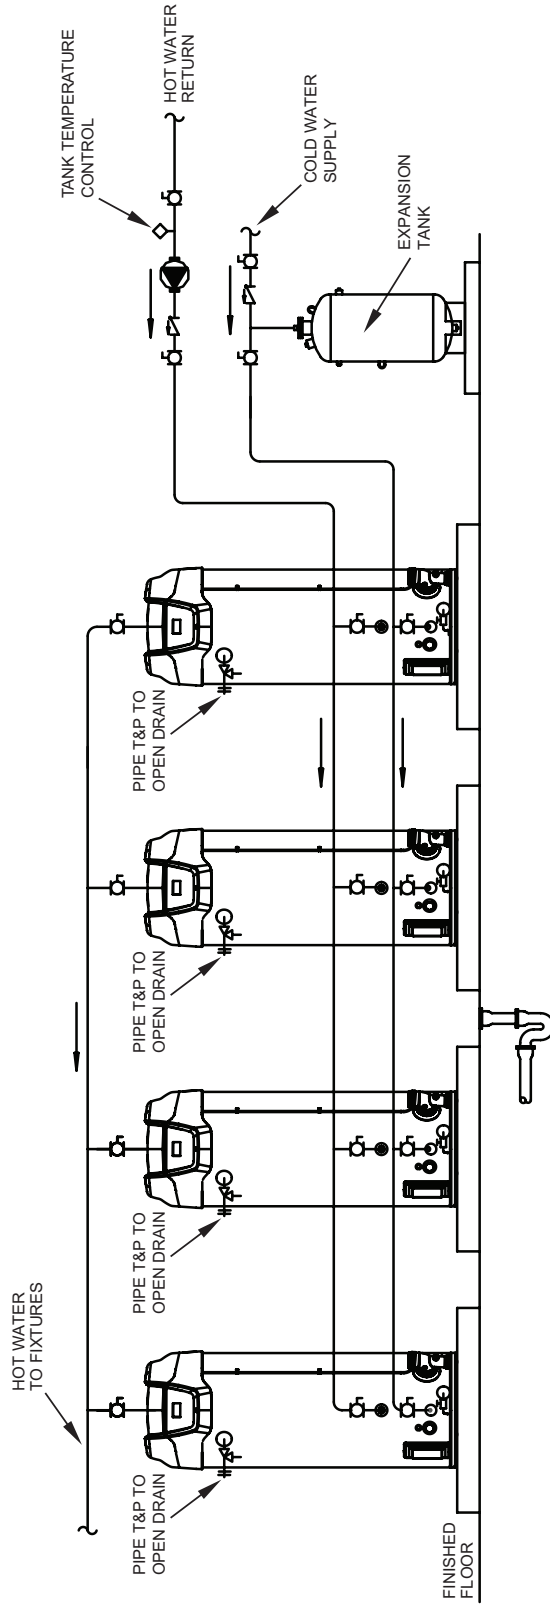 HOT WATER
TO FIXTURES
PIPE T&P TO
OPEN DRAIN
PIPE T&P TO
OPEN DRAIN
PIPE T&P TO
OPEN DRAIN
PIPE T&P TO
OPEN DRAIN
TANK TEMPERATURE
CONTROL
HOT WATER
RETURN
COLD WATER
SUPPLY
EXPANSION
TANK
FINISHED
FLOOR